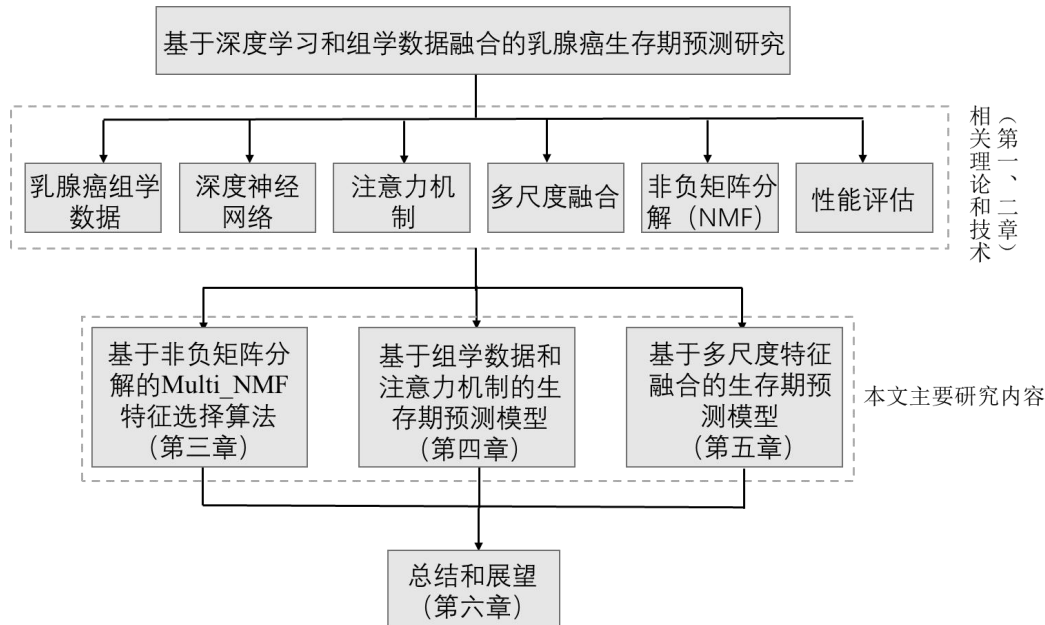 基于深度学习和组学数据融合的乳腺癌生存期预测研究
乳腺癌组学
数据
深度神经
网络
注意力机
制
多尺度融合
非负矩阵分
解（NMF）
性能评估
（第一、二章）
相关理论和技术
基于非负矩阵分
解的Multi_NMF
特征选择算法
（第三章）
基于组学数据和
注意力机制的生
存期预测模型
（第四章）
基于多尺度特征
融合的生存期预
测模型
（第五章）
本文主要研究内容
总结和展望
（第六章）